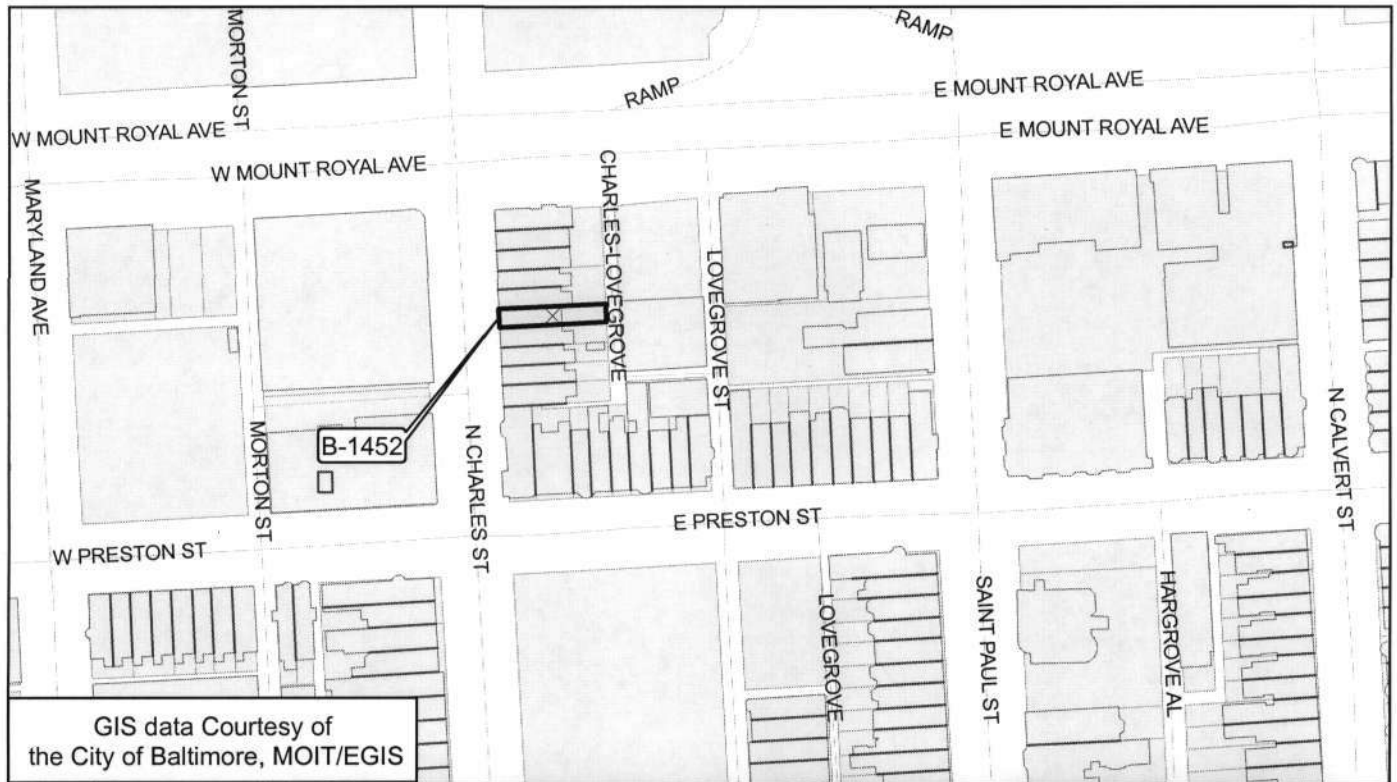 MORTON ST
RAMP
RAMP
E MOUNT ROYAL AVE
W MOUNT ROYAL AVE
E MOUNT ROYAL AVE
W MOUNT ROYAL AVE
MARYLAND AVE
CHARLES-LOVEGROVE
LOVEGROVE ST
B-1452
MORTON ST
N CHARLES ST
N CALVERT ST
E PRESTON ST
W PRESTON ST
LOVEGROVE
SAINT PAUL ST
HARGROVE AL
GIS data Courtesy of
the City of Baltimore, MOIT/EGIS